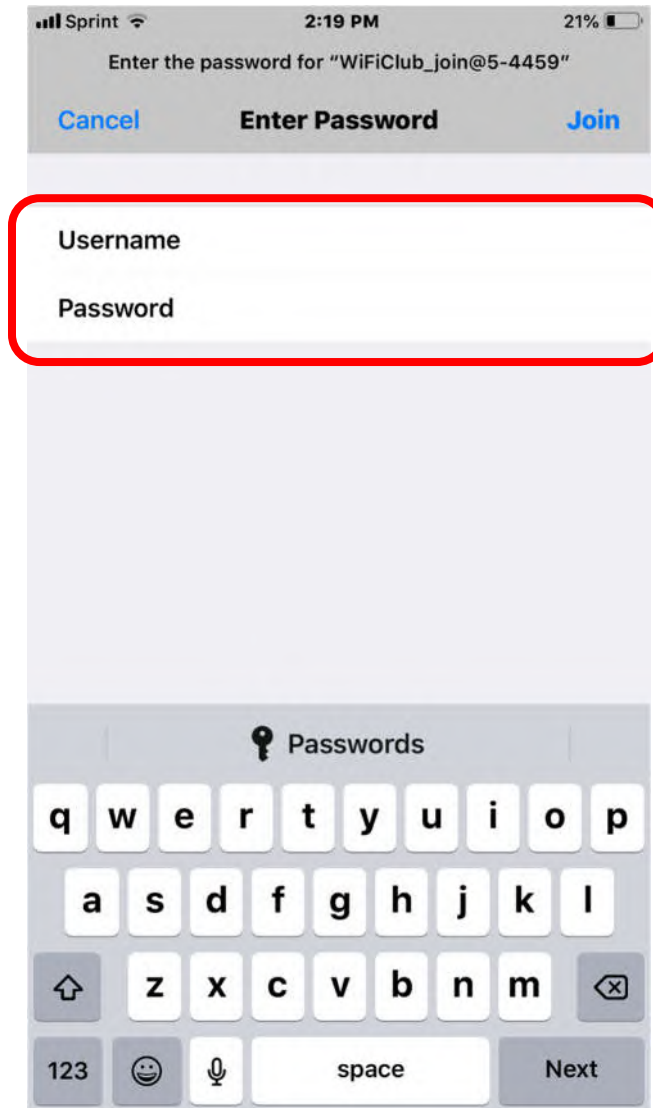 Sprint 2:19 PM 21%
Enter the password for “WiFiClub_join@5-4459”
Cancel Enter Password Join
Username
Password
Passwords
q w e r t y u i o p
a s d f g h j k l
z x c v b n m
123 space Next